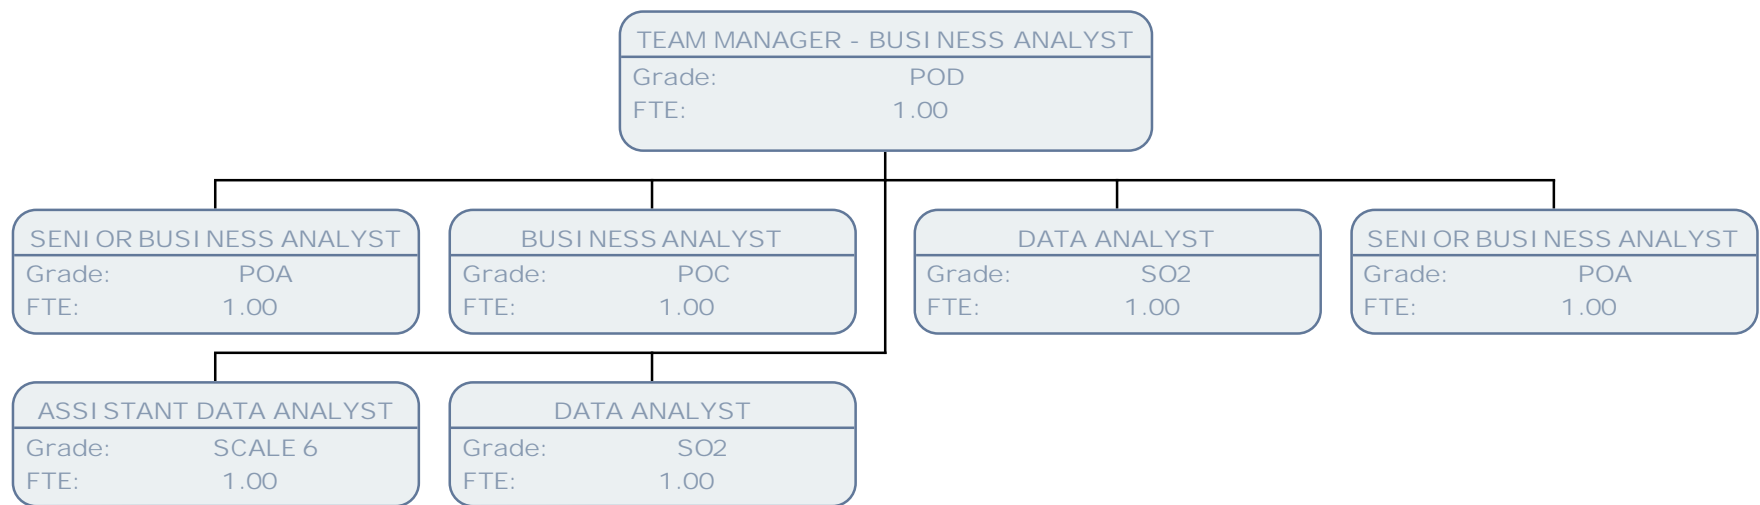 TEAM MANAGER - BUSINESS ANALYST
Grade: POD
FTE: 1.00
SENIOR BUSINESS ANALYST
Grade: POA
FTE: 1.00
BUSINESS ANALYST
Grade: POC
FTE: 1.00
DATA ANALYST
Grade: SO2
FTE: 1.00
SENIOR BUSINESS ANALYST
Grade: POA
FTE: 1.00
ASSISTANT DATA ANALYST
Grade: SCALE 6
FTE: 1.00
DATA ANALYST
Grade: SO2
FTE: 1.00